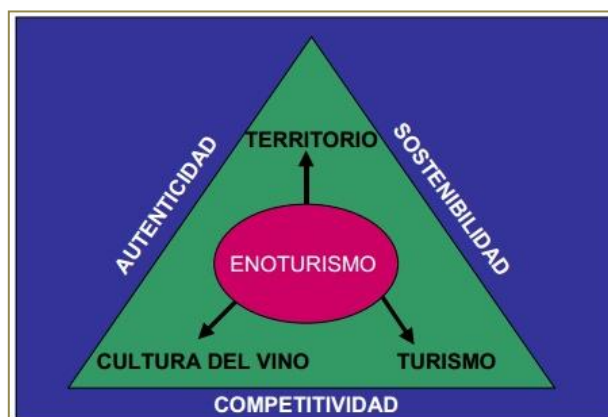 TERRITORIO
AUTENTICIDAD
SOSTENIBILIDAD
ENOTURISMO
CULTURA DEL VINO
TURISMO
COMPETITIVIDAD